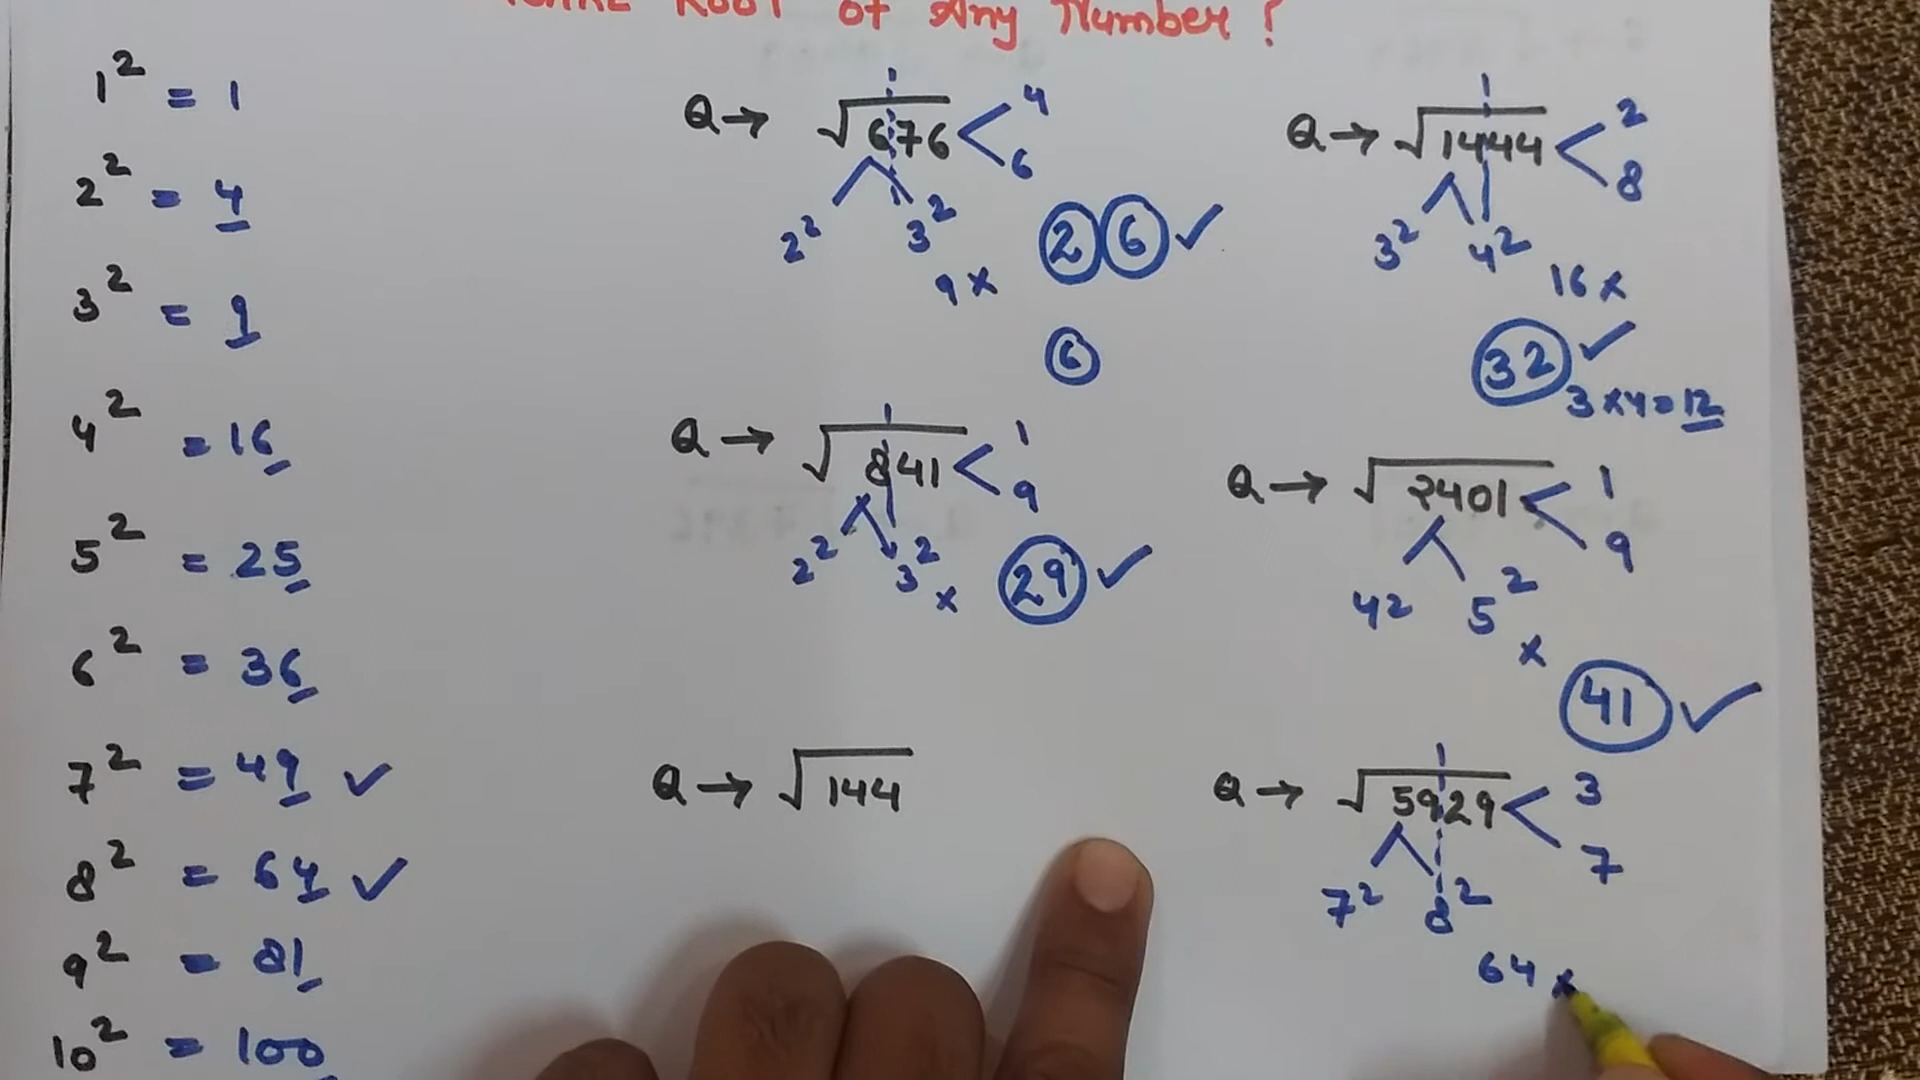 Root of Any Number ?
1² = 1
2² = 4
3² = 9
4² = 16
5² = 25
6² = 36
7² = 49 ✓
8² = 64 ✓
9² = 81
10² = 100
Q → √676 < 4
6
2² 3²
9 ×
2 6 ✓
6
Q → √841 < 1
9
2² 3² ×
29 ✓
Q → √144
Q → √1444 < 2
8
3² 4²
16 ×
32 ✓
3 × 4 = 12
Q → √2401 < 1
9
4² 5²
×
41 ✓
Q → √5929 < 3
7
7² 8²
64 ×